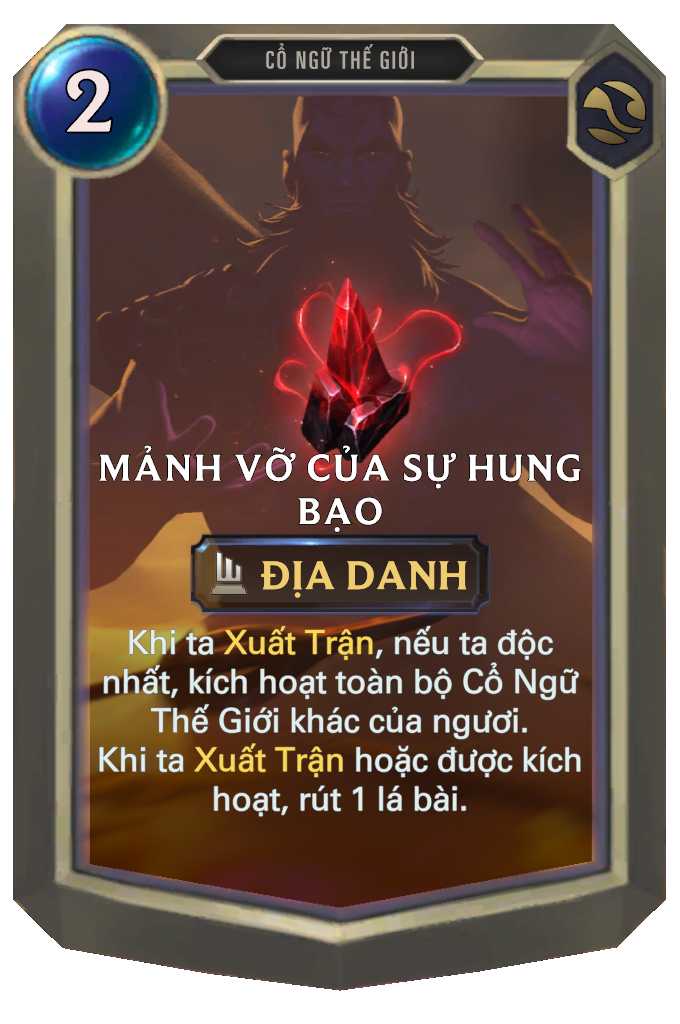 CỔ NGỮ THẾ GIỚI
2
MẢNH VỠ CỦA SỰ HUNG
BẠO
ĐỊA DANH
Khi ta Xuất Trận, nếu ta độc
nhất, kích hoạt toàn bộ Cổ Ngữ
Thế Giới khác của ngươi.
Khi ta Xuất Trận hoặc được kích
hoạt, rút 1 lá bài.